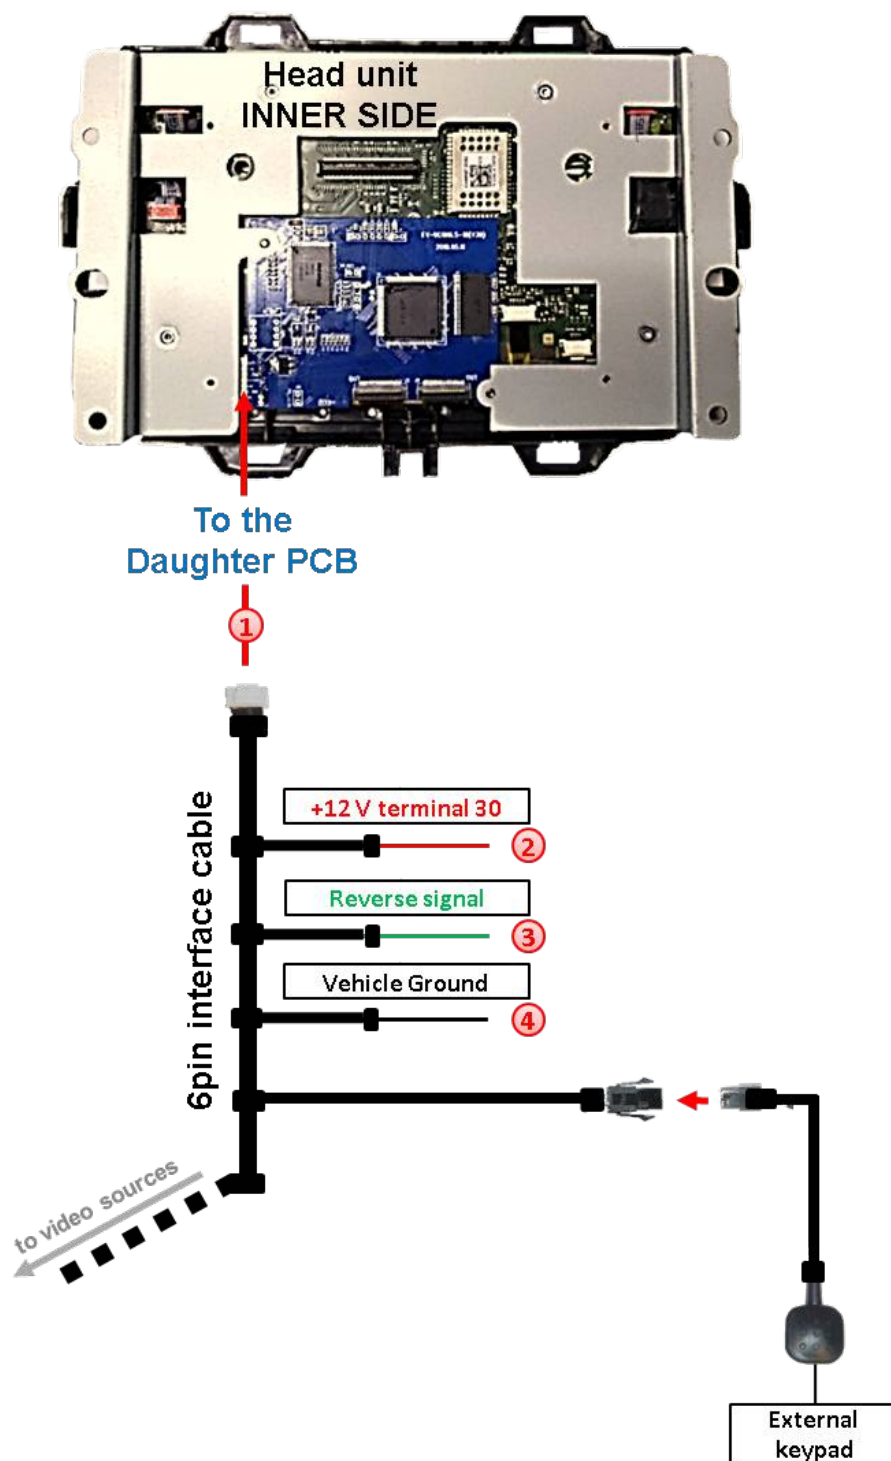 Head unit
INNER SIDE
To the
Daughter PCB
1
6pin interface cable
+12 V terminal 30
2
Reverse signal
3
Vehicle Ground
4
to video sources
External
keypad